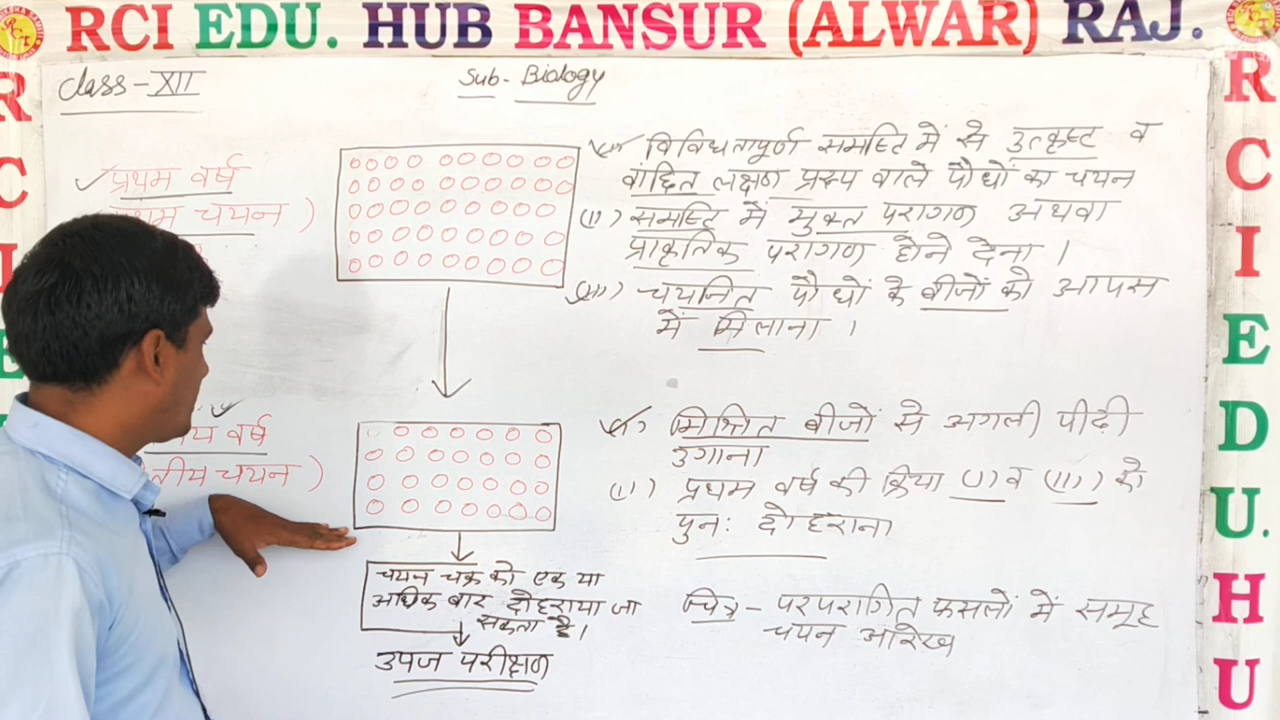 RCI EDU. HUB BANSUR (ALWAR) RAJ.
Class-XII
Sub- Biology
प्रथम वर्ष
चयन )
(i) विविधतापूर्ण समष्टि में से उत्कृष्ट व
वांछित लक्षण प्ररूप वाले पौधों का चयन
(ii) समष्टि में मुक्त परागण अथवा
प्राकृतिक परागण होने देना ।
(iii) चयनित पौधों के बीजों को आपस
में मिलाना ।
वर्ष
चयन )
(i) मिश्रित बीजों से अगली पीढ़ी
उगाना
(ii) प्रथम वर्ष की क्रिया (i) व (iii) को
पुन: दोहराना
चयन चक्र को एक या
अधिक बार दोहराया जा
सकता है।
उपज परीक्षण
चित्र - परपरागित फसलों में समूह
चयन आरेख
R
C
I
E
R
C
I
E
D
U.
H
U